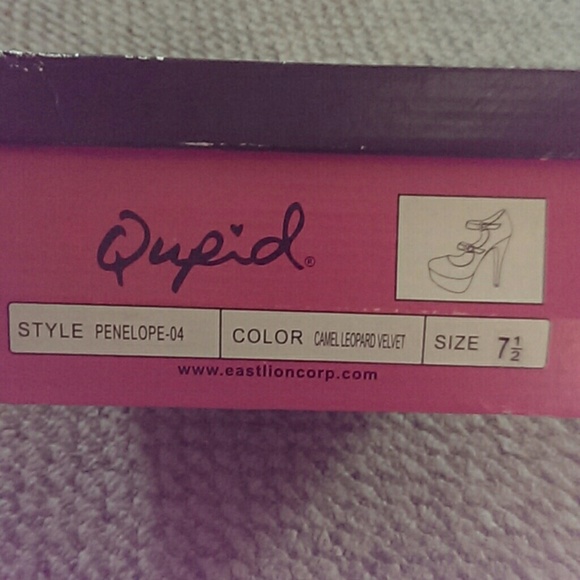 Qupid®
STYLE PENELOPE-04 COLOR CAMEL LEOPARD VELVET SIZE 7½
www.eastlioncorp.com